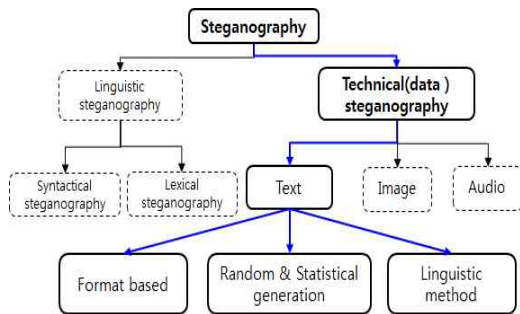 Steganography
Linguistic
steganography
Technical(data )
steganography
Syntactical
steganography
Lexical
steganography
Text
Image
Audio
Format based
Random & Statistical
generation
Linguistic
method